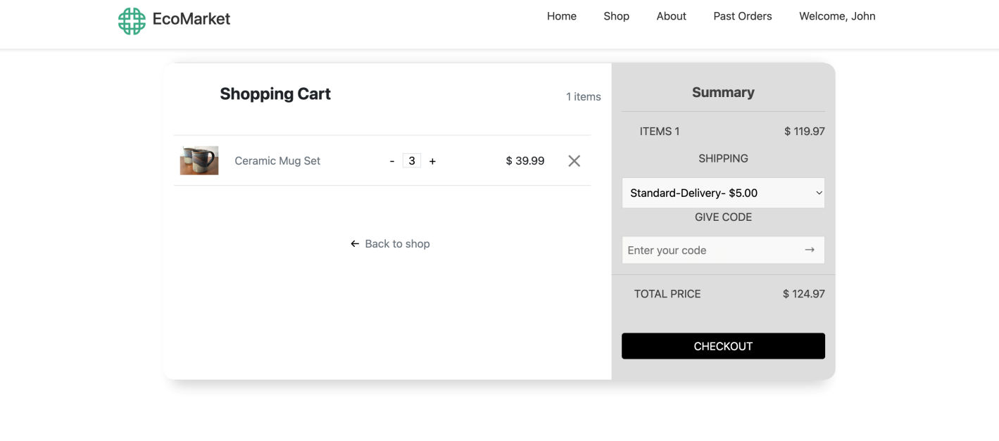 EcoMarket
Home Shop About Past Orders Welcome, John
Shopping Cart
1 items
Ceramic Mug Set - 3 + $ 39.99
← Back to shop
Summary
ITEMS 1 $ 119.97
SHIPPING
Standard-Delivery- $5.00
GIVE CODE
Enter your code →
TOTAL PRICE $ 124.97
CHECKOUT